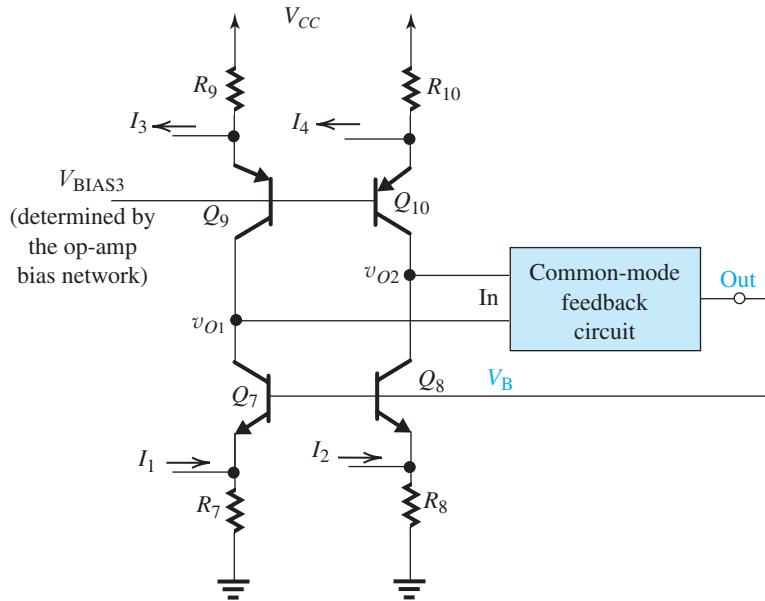 V_CC
R_9
R_10
I_3
I_4
V_BIAS3
(determined by
the op-amp
bias network)
Q_9
Q_10
v_O2
v_O1
In
Common-mode
feedback
circuit
Out
Q_7
Q_8
V_B
I_1
I_2
R_7
R_8